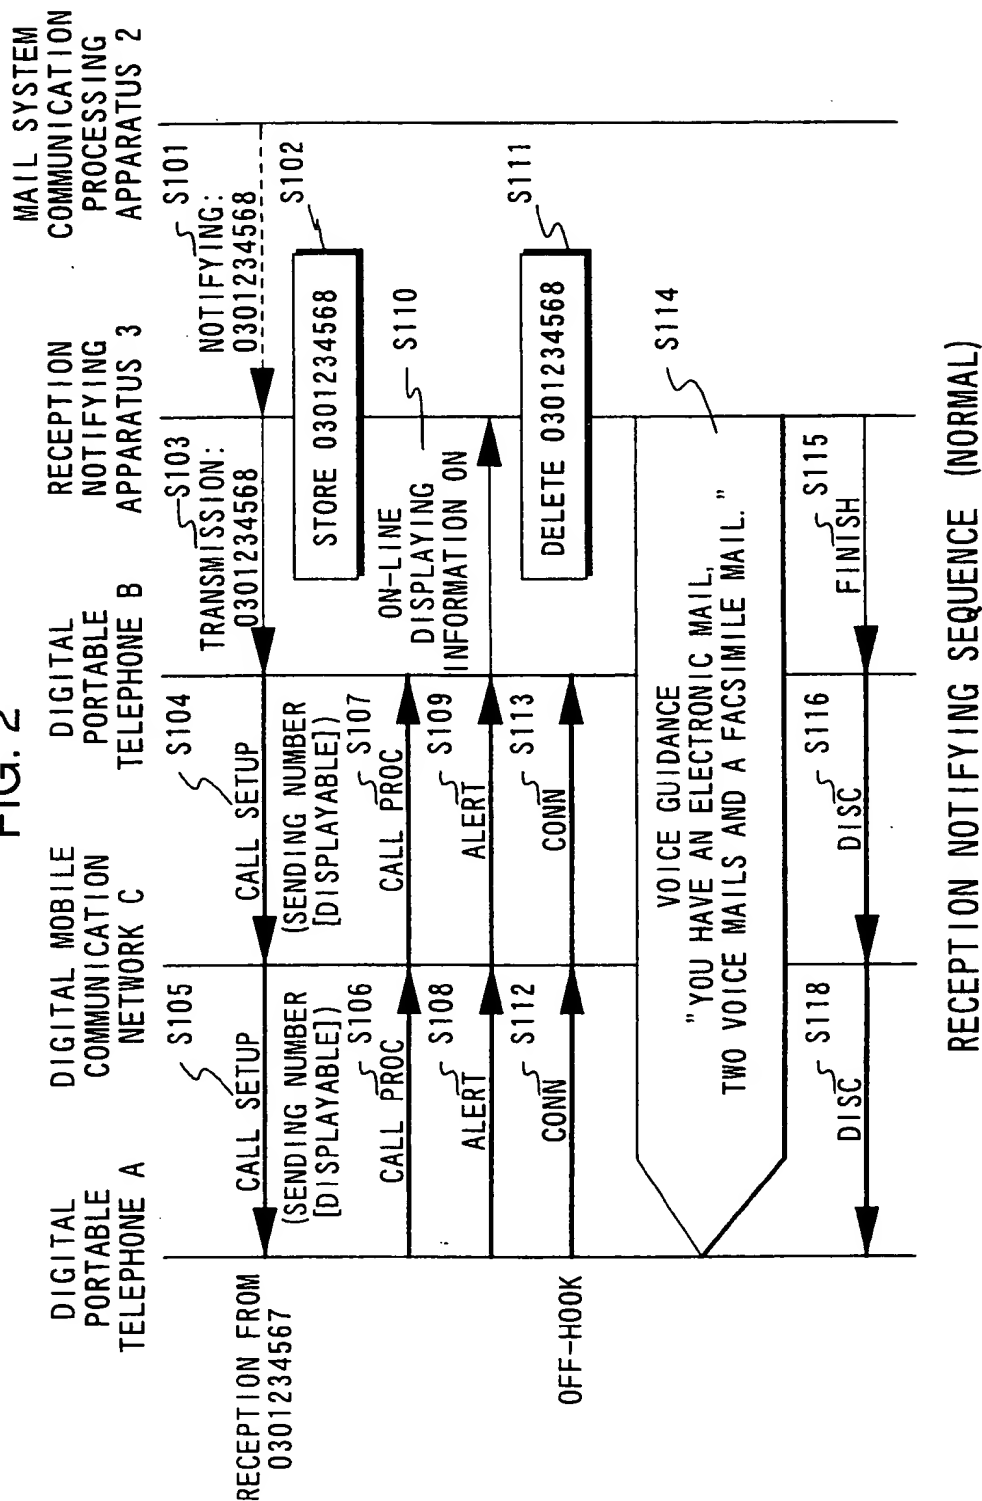 FIG. 2
DIGITAL
PORTABLE
TELEPHONE A
DIGITAL MOBILE
COMMUNICATION
NETWORK C
DIGITAL
PORTABLE
TELEPHONE B
RECEPTION
NOTIFYING
APPARATUS 3
MAIL SYSTEM
COMMUNICATION
PROCESSING
APPARATUS 2
S101
NOTIFYING:
0301234568
S102
STORE 0301234568
S103
TRANSMISSION:
0301234568
S104
CALL SETUP
(SENDING NUMBER
[DISPLAYABLE])
S105
CALL SETUP
(SENDING NUMBER
[DISPLAYABLE])
RECEPTION FROM
0301234567
S106
CALL PROC
S107
CALL PROC
S108
ALERT
S109
ALERT
S110
ON-LINE
DISPLAYING
INFORMATION ON
S111
DELETE 0301234568
OFF-HOOK
S112
CONN
S113
CONN
S114
VOICE GUIDANCE
"YOU HAVE AN ELECTRONIC MAIL,
TWO VOICE MAILS AND A FACSIMILE MAIL."
S115
FINISH
S116
DISC
S118
DISC
RECEPTION NOTIFYING SEQUENCE (NORMAL)